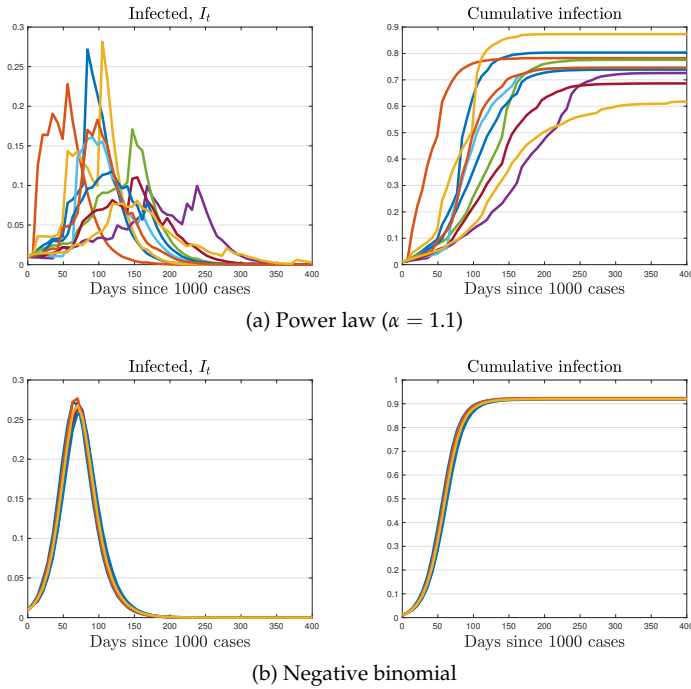 Infected, I_t
0.3
0.25
0.2
0.15
0.1
0.05
0
0 50 100 150 200 250 300 350 400
Days since 1000 cases
Cumulative infection
0.9
0.8
0.7
0.6
0.5
0.4
0.3
0.2
0.1
0
0 50 100 150 200 250 300 350 400
Days since 1000 cases
(a) Power law (α = 1.1)
Infected, I_t
0.3
0.25
0.2
0.15
0.1
0.05
0
0 50 100 150 200 250 300 350 400
Days since 1000 cases
Cumulative infection
1
0.9
0.8
0.7
0.6
0.5
0.4
0.3
0.2
0.1
0
0 50 100 150 200 250 300 350 400
Days since 1000 cases
(b) Negative binomial